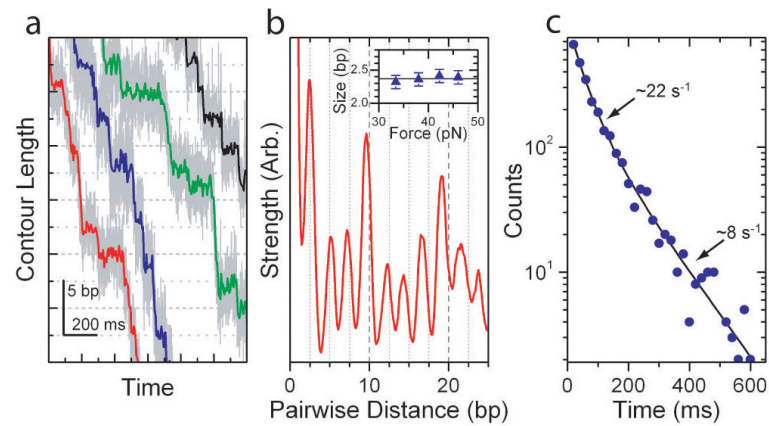 a
Contour Length
5 bp
200 ms
Time
b
Strength (Arb.)
Size (bp)
2.5
2.0
30 40 50
Force (pN)
0 10 20
Pairwise Distance (bp)
c
Counts
10²
10¹
~22 s⁻¹
~8 s⁻¹
0 200 400 600
Time (ms)